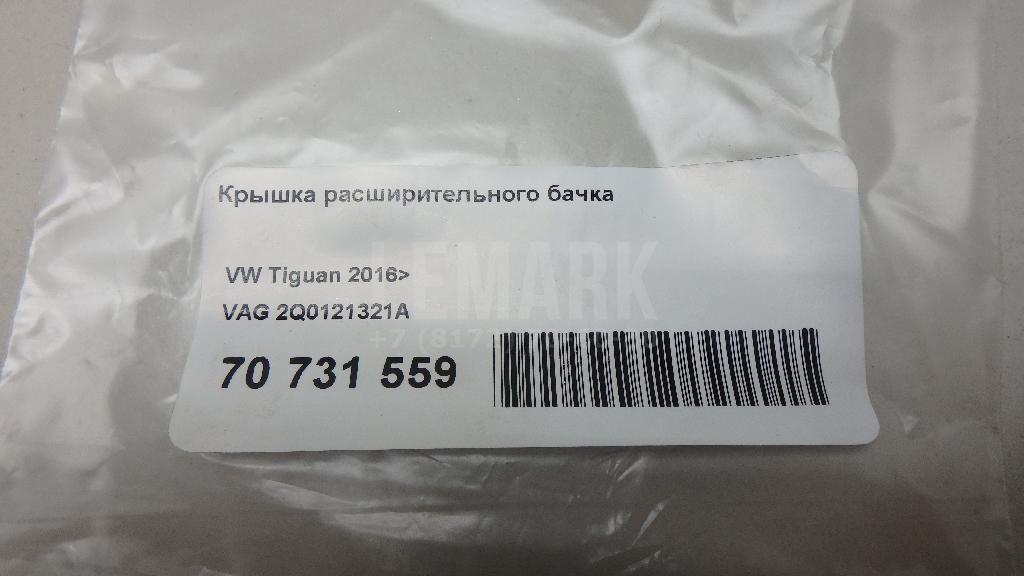 Крышка расширительного бачка
LEMARK
VW Tiguan 2016>
VAG 2Q0121321A
70 731 559